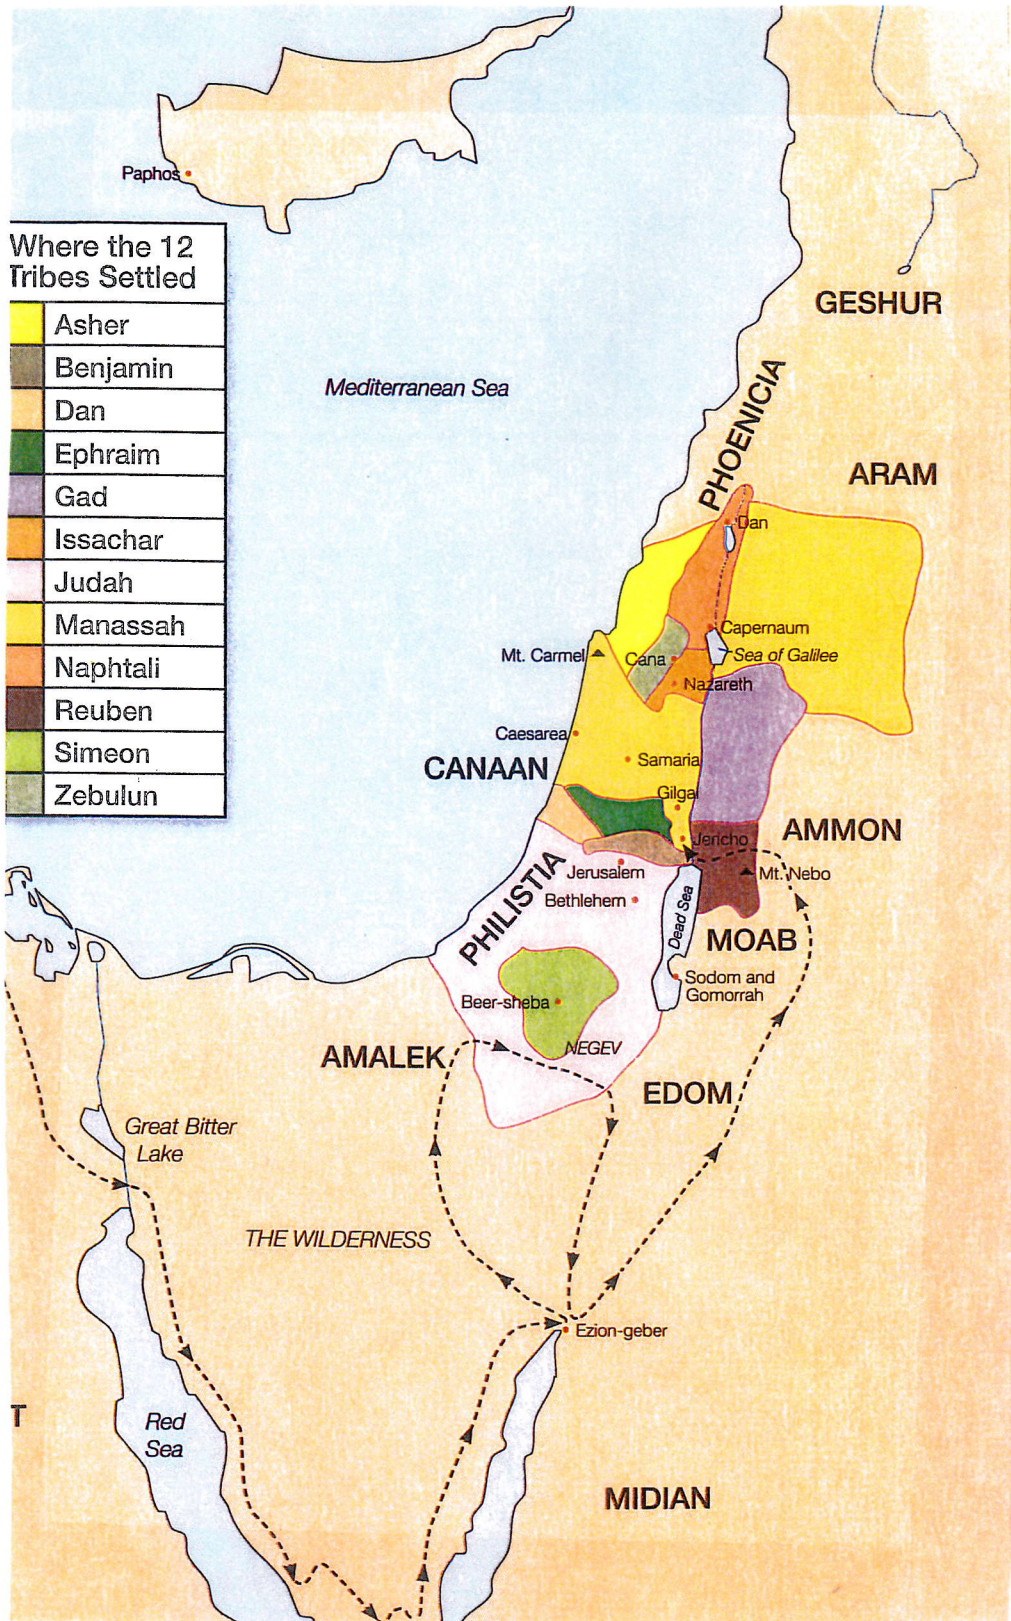 Paphos
Where the 12
Tribes Settled
Asher
Benjamin
Dan
Ephraim
Gad
Issachar
Judah
Manassah
Naphtali
Reuben
Simeon
Zebulun
Mediterranean Sea
GESHUR
PHOENICIA
ARAM
Dan
Capernaum
Mt. Carmel
Cana
Sea of Galilee
Nazareth
Caesarea
CANAAN
Samaria
Gilgal
AMMON
Jericho
PHILISTIA
Jerusalem
Mt. Nebo
Bethlehem
Dead Sea
MOAB
Sodom and
Gomorrah
Beer-sheba
NEGEV
AMALEK
EDOM
Great Bitter
Lake
THE WILDERNESS
Ezion-geber
T
Red
Sea
MIDIAN